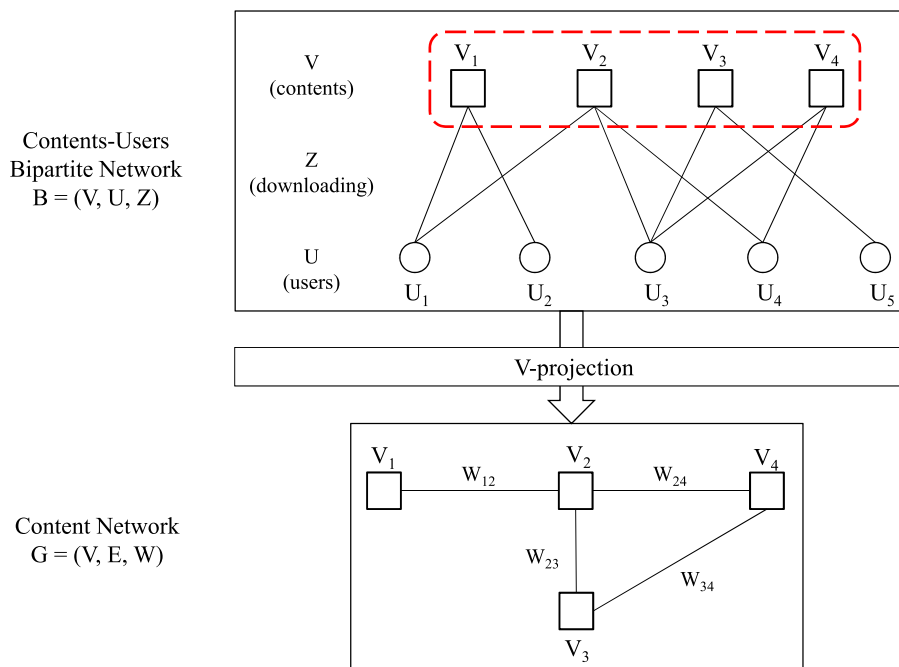 V
(contents)
V1
V2
V3
V4
Contents-Users
Bipartite Network
B = (V, U, Z)
Z
(downloading)
U
(users)
U1
U2
U3
U4
U5
V-projection
V1
V2
V4
W12
W24
Content Network
G = (V, E, W)
W23
W34
V3